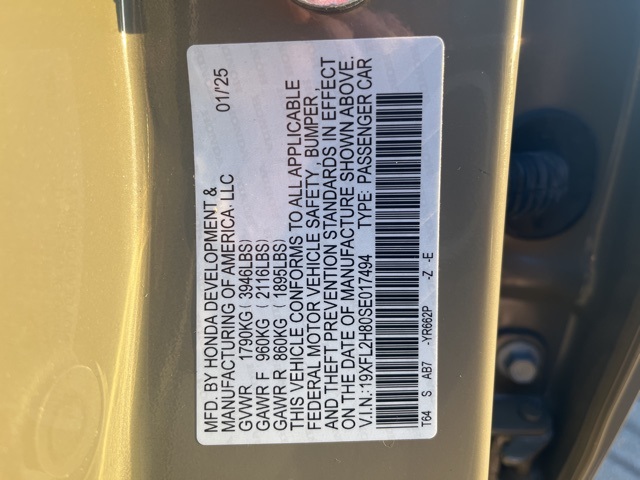 MFD. BY HONDA DEVELOPMENT & 01/'25
MANUFACTURING OF AMERICA. LLC
GVWR 1790KG (3946LBS)
GAWR F 960KG (2116LBS)
GAWR R 860KG (1895LBS)
THIS VEHICLE CONFORMS TO ALL APPLICABLE
FEDERAL MOTOR VEHICLE SAFETY, BUMPER,
AND THEFT PREVENTION STANDARDS IN EFFECT
ON THE DATE OF MANUFACTURE SHOWN ABOVE.
V.I.N.:19XFL2H80SE017494 TYPE: PASSENGER CAR
T64 S AB7 -YR662P -Z -E